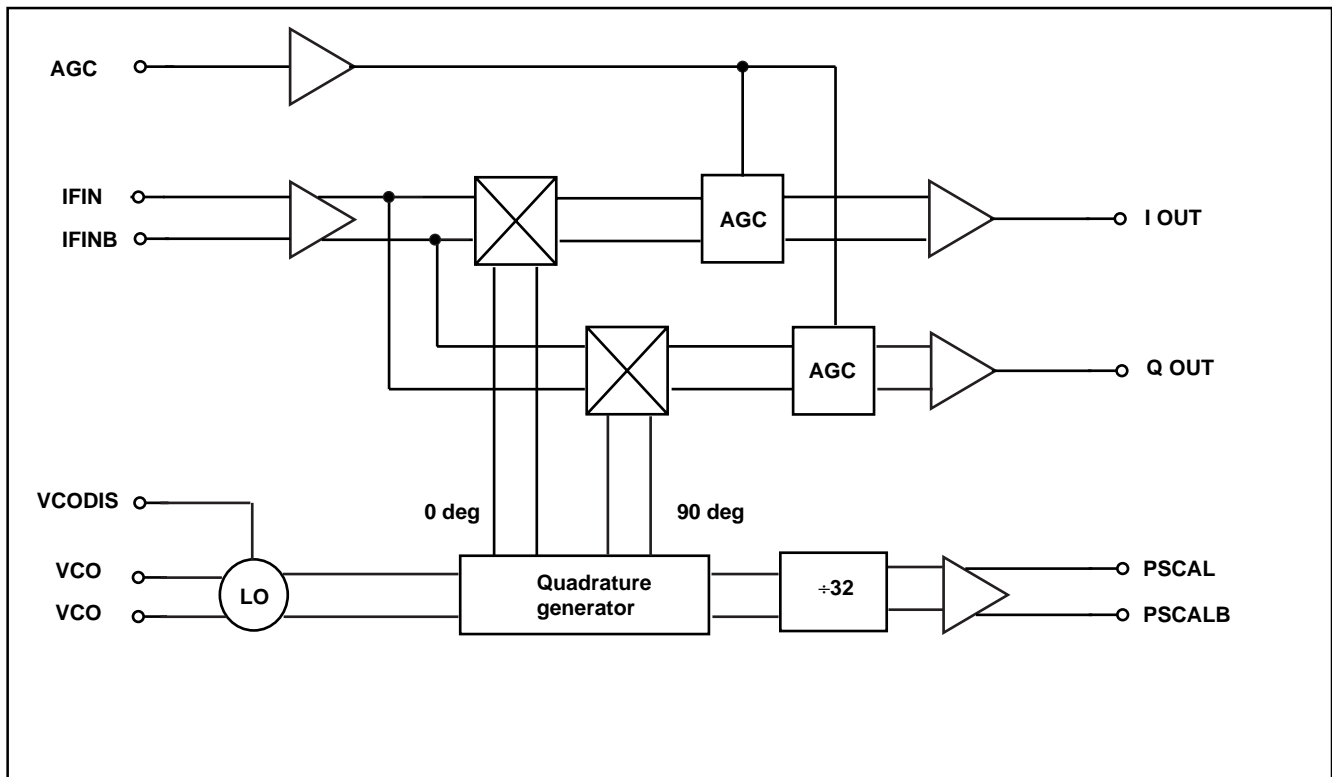 AGC
IFIN
IFINB
AGC
I OUT
AGC
Q OUT
VCODIS
0 deg
90 deg
VCO
VCO
LO
Quadrature
generator
÷32
PSCAL
PSCALB